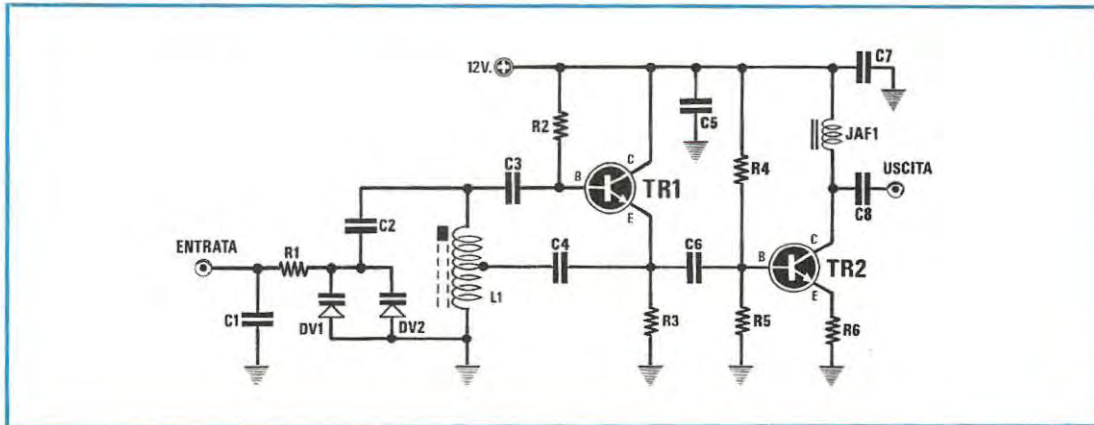 12V.
C7
C5
JAF1
R2
USCITA
C3
C
R4
B
TR1
C8
C2
E
ENTRATA
R1
C4
C6
C
B
TR2
L1
E
C1
DV1
DV2
R3
R5
R6